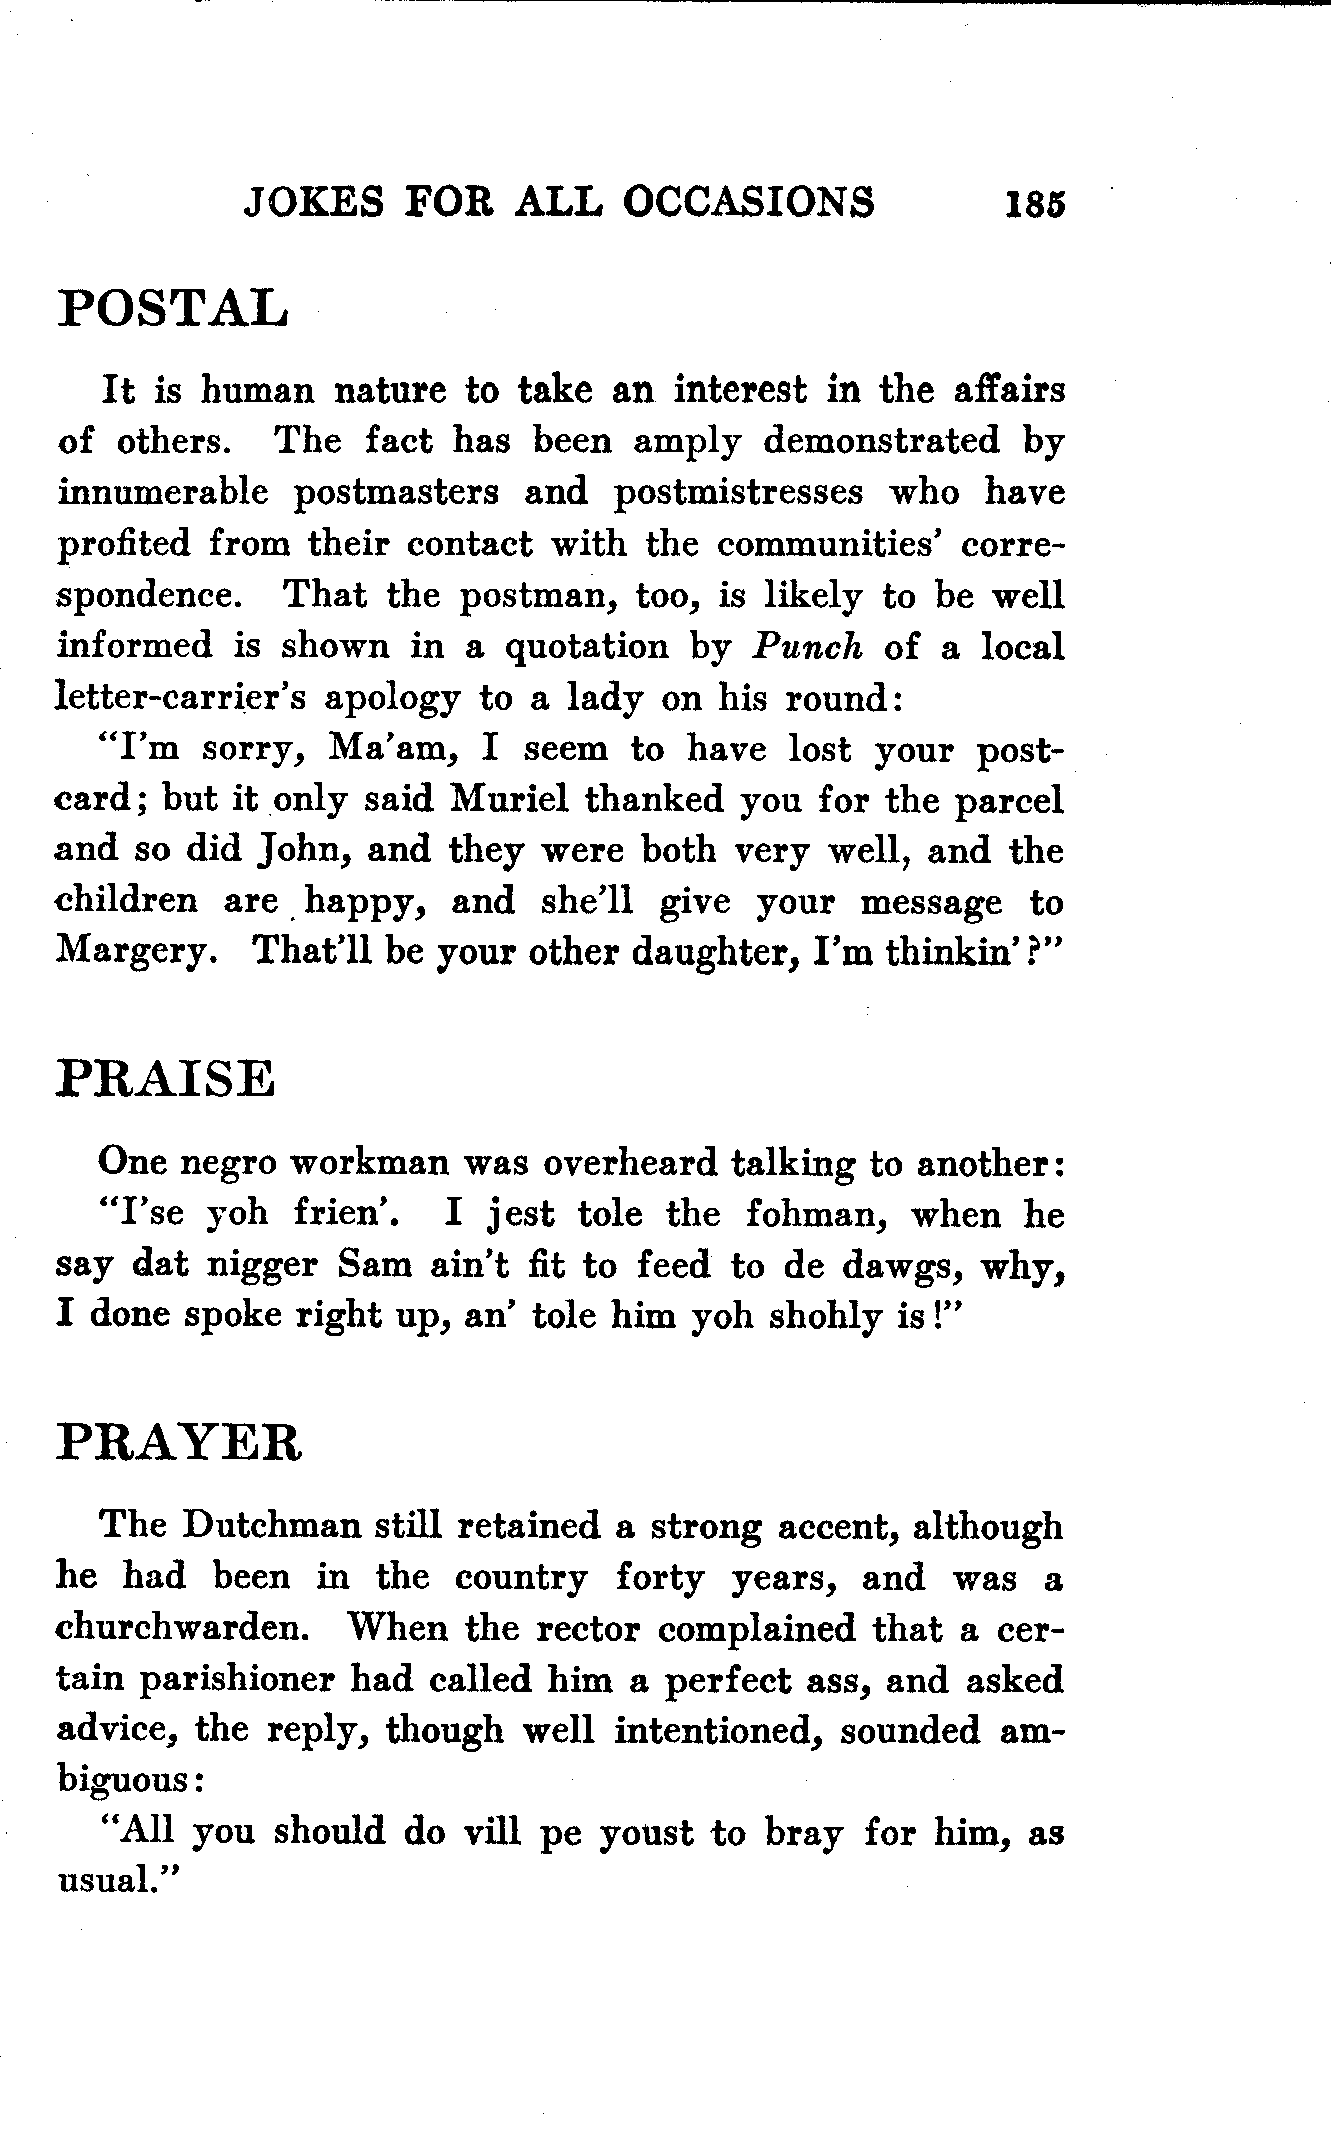 JOKES FOR ALL OCCASIONS 185
POSTAL
It is human nature to take an interest in the affairs
of others. The fact has been amply demonstrated by
innumerable postmasters and postmistresses who have
profited from their contact with the communities' corre-
spondence. That the postman, too, is likely to be well
informed is shown in a quotation by Punch of a local
letter-carrier's apology to a lady on his round:
"I'm sorry, Ma'am, I seem to have lost your post-
card; but it only said Muriel thanked you for the parcel
and so did John, and they were both very well, and the
children are happy, and she'll give your message to
Margery. That'll be your other daughter, I'm thinkin'?"
PRAISE
One negro workman was overheard talking to another:
"I'se yoh frien'. I jest tole the fohman, when he
say dat nigger Sam ain't fit to feed to de dawgs, why,
I done spoke right up, an' tole him yoh shohly is!"
PRAYER
The Dutchman still retained a strong accent, although
he had been in the country forty years, and was a
churchwarden. When the rector complained that a cer-
tain parishioner had called him a perfect ass, and asked
advice, the reply, though well intentioned, sounded am-
biguous:
"All you should do vill pe youst to bray for him, as
usual."